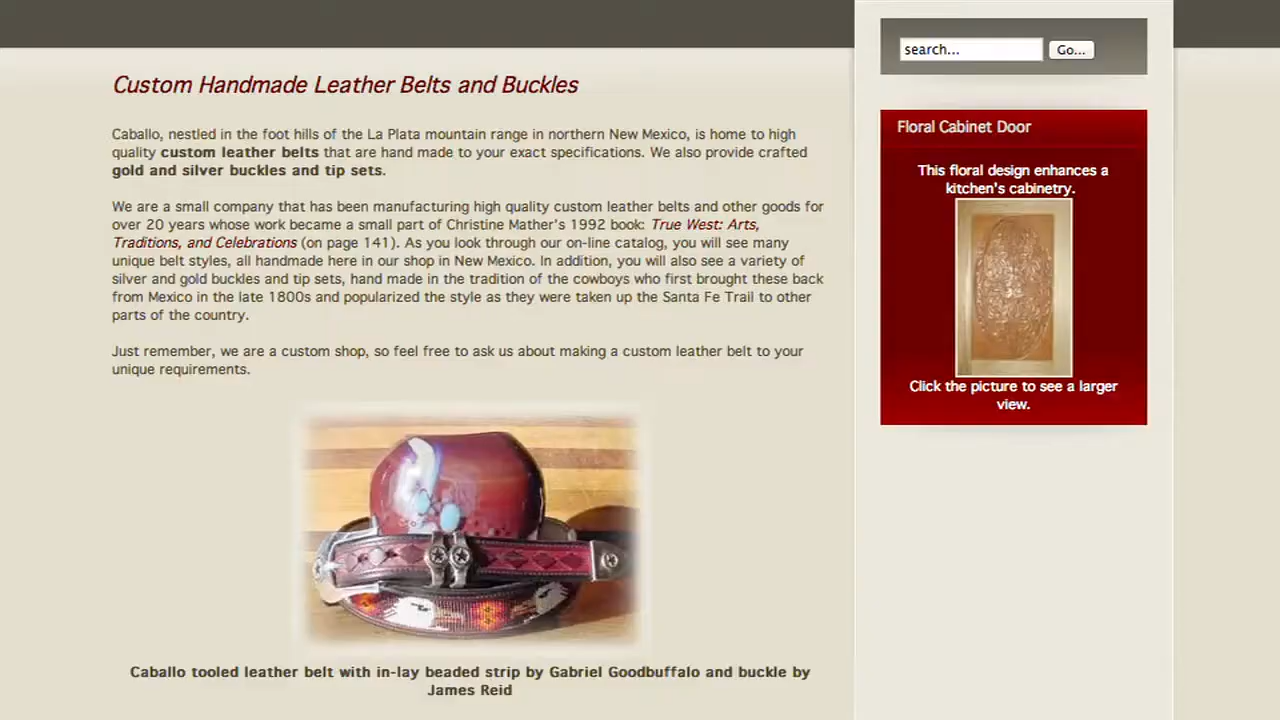 search...
Go...
Custom Handmade Leather Belts and Buckles
Caballo, nestled in the foot hills of the La Plata mountain range in northern New Mexico, is home to high
quality custom leather belts that are hand made to your exact specifications. We also provide crafted
gold and silver buckles and tip sets.
We are a small company that has been manufacturing high quality custom leather belts and other goods for
over 20 years whose work became a small part of Christine Mather's 1992 book: True West: Arts,
Traditions, and Celebrations (on page 141). As you look through our on-line catalog, you will see many
unique belt styles, all handmade here in our shop in New Mexico. In addition, you will also see a variety of
silver and gold buckles and tip sets, hand made in the tradition of the cowboys who first brought these back
from Mexico in the late 1800s and popularized the style as they were taken up the Santa Fe Trail to other
parts of the country.
Just remember, we are a custom shop, so feel free to ask us about making a custom leather belt to your
unique requirements.
Caballo tooled leather belt with in-lay beaded strip by Gabriel Goodbuffalo and buckle by
James Reid
Floral Cabinet Door
This floral design enhances a
kitchen's cabinetry.
Click the picture to see a larger
view.